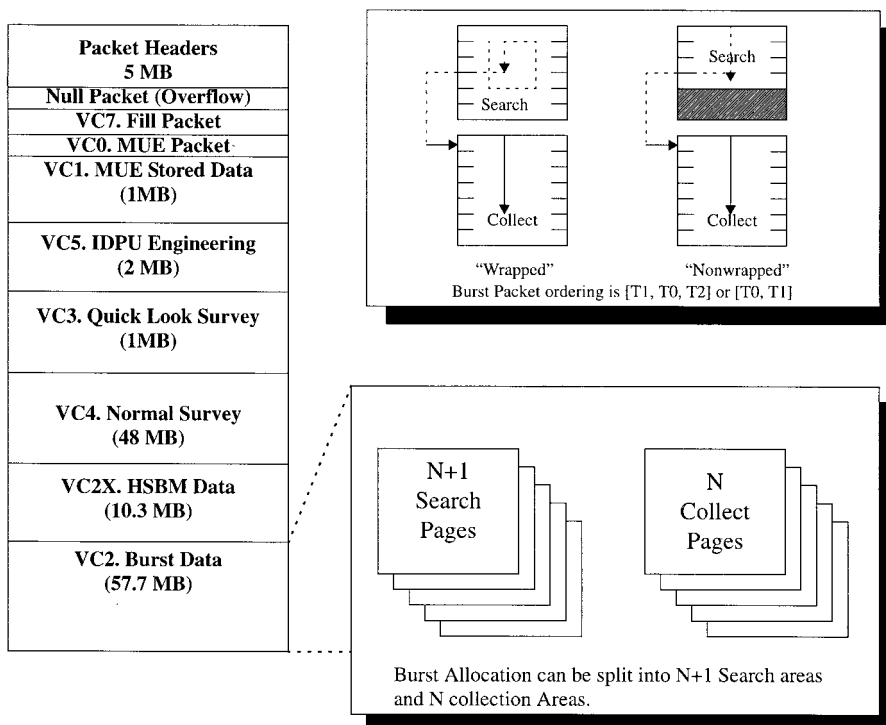 Packet Headers
5 MB
Null Packet (Overflow)
VC7. Fill Packet
VC0. MUE Packet
VC1. MUE Stored Data
(1MB)
VC5. IDPU Engineering
(2 MB)
VC3. Quick Look Survey
(1MB)
VC4. Normal Survey
(48 MB)
VC2X. HSBM Data
(10.3 MB)
VC2. Burst Data
(57.7 MB)
Search
Collect
“Wrapped”
Search
Collect
“Nonwrapped”
Burst Packet ordering is [T1, T0, T2] or [T0, T1]
N+1
Search
Pages
N
Collect
Pages
Burst Allocation can be split into N+1 Search areas
and N collection Areas.